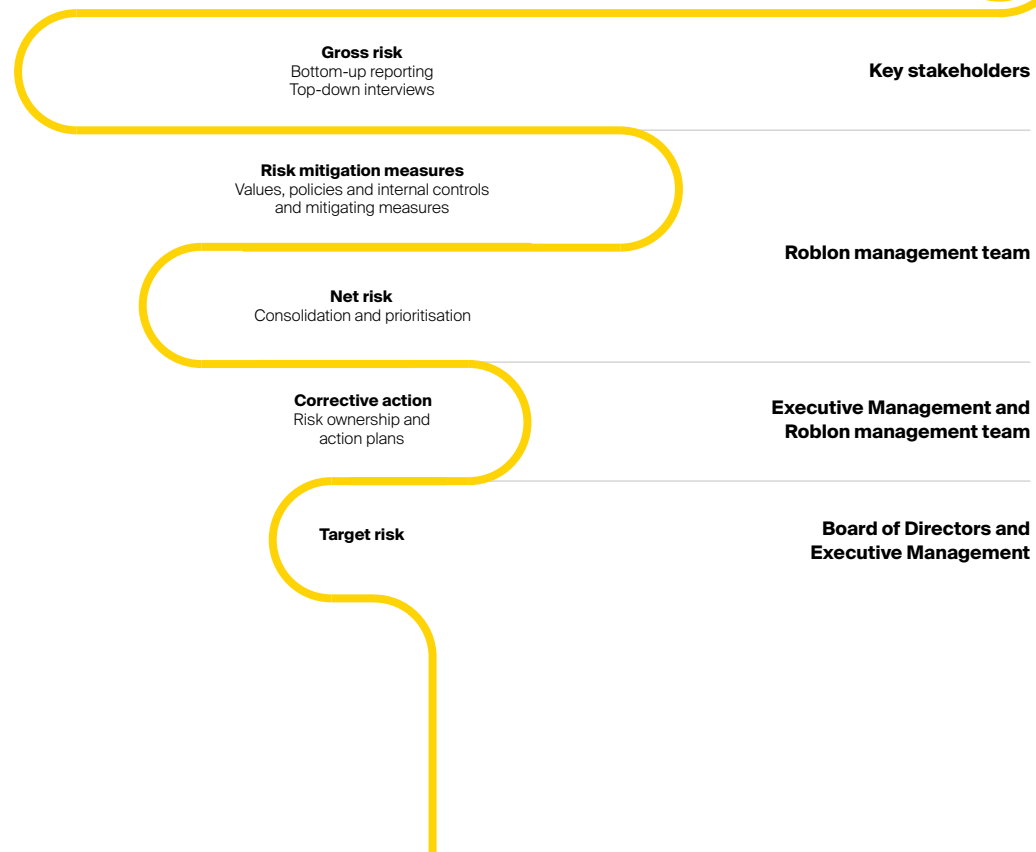 Gross risk
Bottom-up reporting
Top-down interviews
Key stakeholders
Risk mitigation measures
Values, policies and internal controls
and mitigating measures
Roblon management team
Net risk
Consolidation and prioritisation
Corrective action
Risk ownership and
action plans
Executive Management and
Roblon management team
Target risk
Board of Directors and
Executive Management